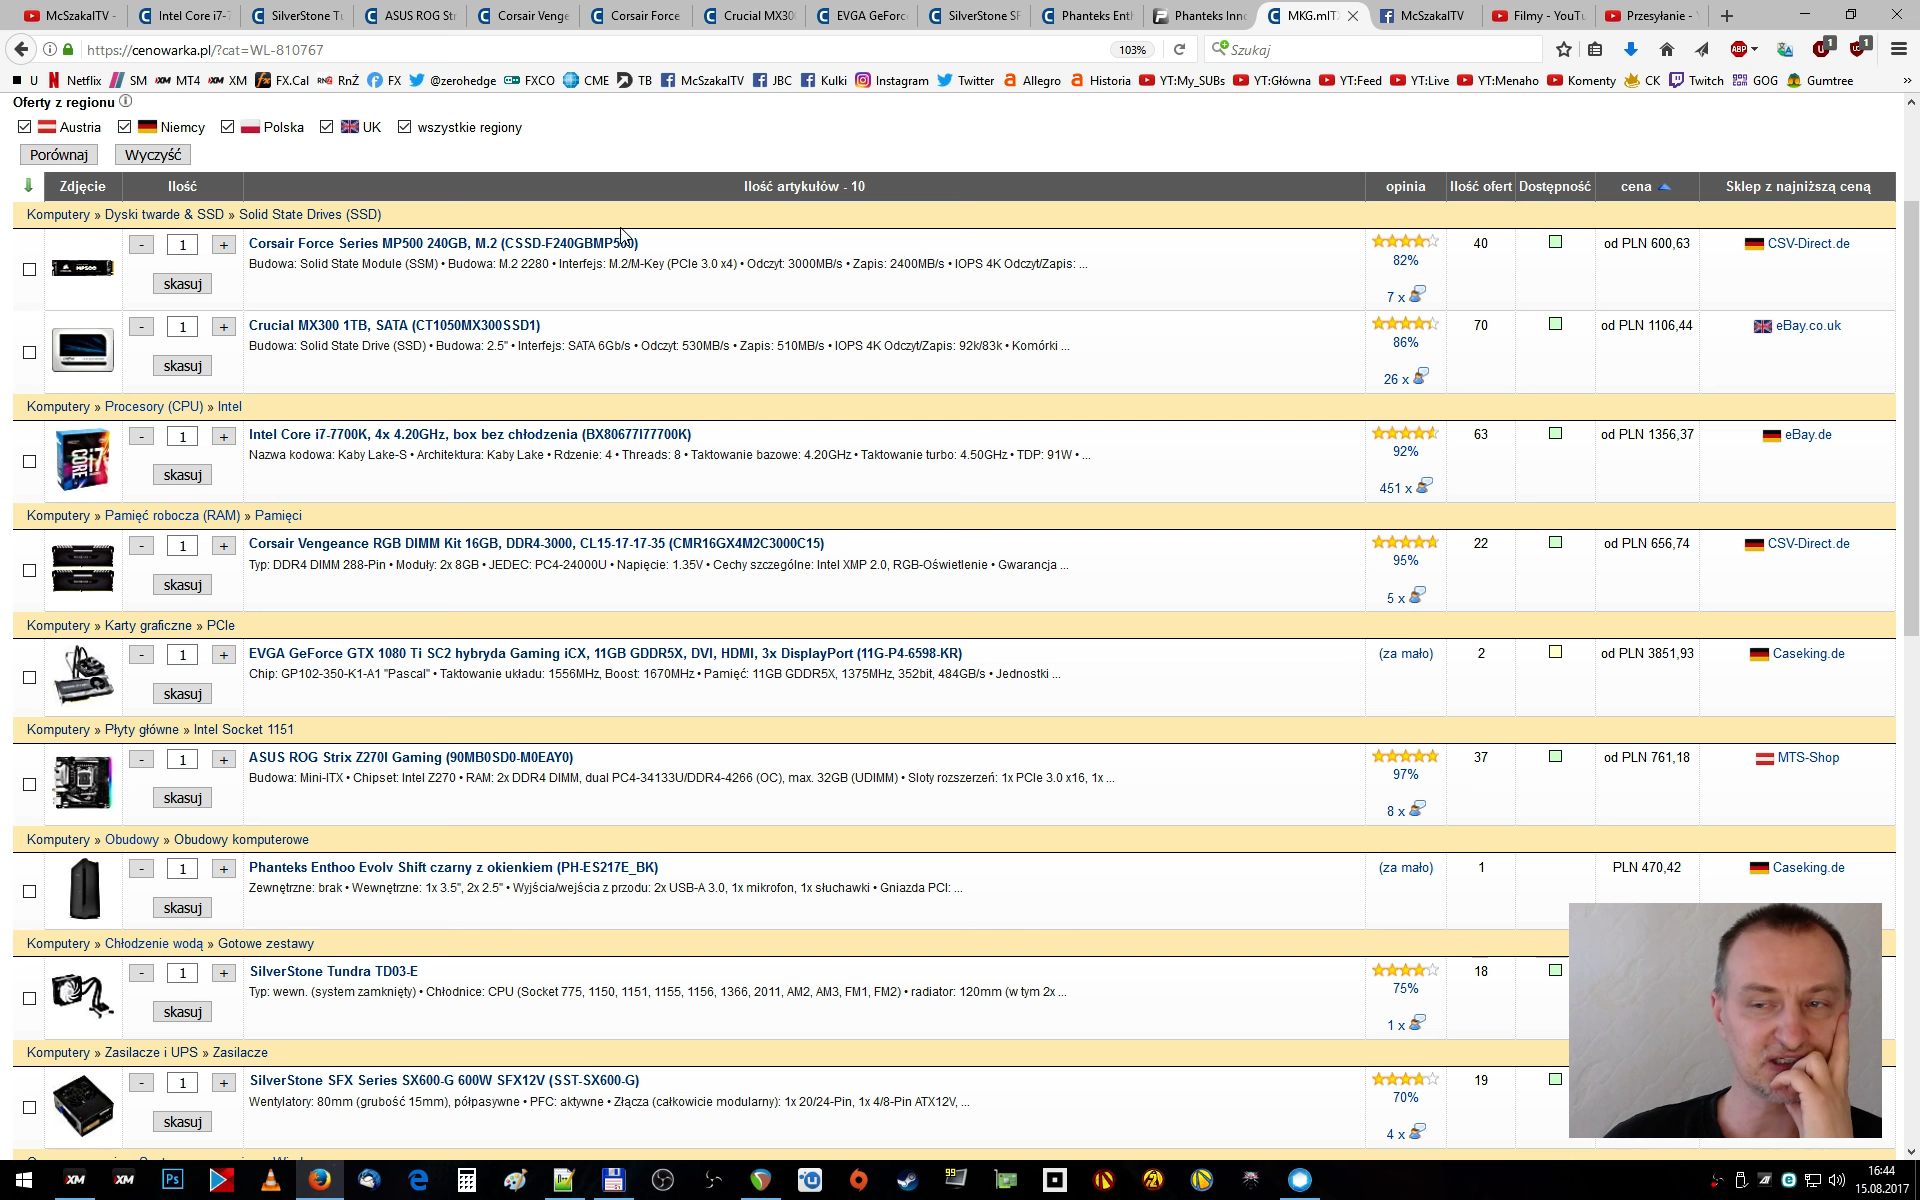 McSzakalTV -
Intel Core i7-7
SilverStone Tu
ASUS ROG Str
Corsair Venge
Corsair Force
Crucial MX300
EVGA GeForc
SilverStone SF
Phanteks Enth
Phanteks Inno
MKG.mITX
McSzakalTV
Filmy - YouTu
Przesyłanie -
https://cenowarka.pl/?cat=WL-810767
103%
Szukaj
ABP
1
1
U Netflix SM MT4 XM FX.Cal RnŻ FX @zerohedge FXCO CME TB McSzakalTV JBC Kulki Instagram Twitter Allegro Historia YT:My_SUBs YT:Główna YT:Feed YT:Live YT:Menaho Komenty CK Twitch GOG Gumtree
Oferty z regionu
Austria Niemcy Polska UK wszystkie regiony
Porównaj Wyczyść
Zdjęcie Ilość Ilość artykułów - 10 opinia Ilość ofert Dostępność cena Sklep z najniższą ceną
Komputery » Dyski twarde & SSD » Solid State Drives (SSD)
- 1 + Corsair Force Series MP500 240GB, M.2 (CSSD-F240GBMP500) 40 od PLN 600,63 CSV-Direct.de
Budowa: Solid State Module (SSM) • Budowa: M.2 2280 • Interfejs: M.2/M-Key (PCIe 3.0 x4) • Odczyt: 3000MB/s • Zapis: 2400MB/s • IOPS 4K Odczyt/Zapis: ...
82%
skasuj
7 x
- 1 + Crucial MX300 1TB, SATA (CT1050MX300SSD1) 70 od PLN 1106,44 eBay.co.uk
Budowa: Solid State Drive (SSD) • Budowa: 2.5" • Interfejs: SATA 6Gb/s • Odczyt: 530MB/s • Zapis: 510MB/s • IOPS 4K Odczyt/Zapis: 92k/83k • Komórki ...
86%
skasuj
26 x
Komputery » Procesory (CPU) » Intel
- 1 + Intel Core i7-7700K, 4x 4.20GHz, box bez chłodzenia (BX80677I77700K) 63 od PLN 1356,37 eBay.de
Nazwa kodowa: Kaby Lake-S • Architektura: Kaby Lake • Rdzenie: 4 • Threads: 8 • Taktowanie bazowe: 4.20GHz • Taktowanie turbo: 4.50GHz • TDP: 91W • ...
92%
skasuj
451 x
Komputery » Pamięć robocza (RAM) » Pamięci
- 1 + Corsair Vengeance RGB DIMM Kit 16GB, DDR4-3000, CL15-17-17-35 (CMR16GX4M2C3000C15) 22 od PLN 656,74 CSV-Direct.de
Typ: DDR4 DIMM 288-Pin • Moduły: 2x 8GB • JEDEC: PC4-24000U • Napięcie: 1.35V • Cechy szczególne: Intel XMP 2.0, RGB-Oświetlenie • Gwarancja ...
95%
skasuj
5 x
Komputery » Karty graficzne » PCIe
- 1 + EVGA GeForce GTX 1080 Ti SC2 hybryda Gaming iCX, 11GB GDDR5X, DVI, HDMI, 3x DisplayPort (11G-P4-6598-KR) (za mało) 2 od PLN 3851,93 Caseking.de
Chip: GP102-350-K1-A1 "Pascal" • Taktowanie układu: 1556MHz, Boost: 1670MHz • Pamięć: 11GB GDDR5X, 1375MHz, 352bit, 484GB/s • Jednostki ...
skasuj
Komputery » Płyty główne » Intel Socket 1151
- 1 + ASUS ROG Strix Z270I Gaming (90MB0SD0-M0EAY0) 37 od PLN 761,18 MTS-Shop
Budowa: Mini-ITX • Chipset: Intel Z270 • RAM: 2x DDR4 DIMM, dual PC4-34133U/DDR4-4266 (OC), max. 32GB (UDIMM) • Sloty rozszerzeń: 1x PCIe 3.0 x16, 1x ...
97%
skasuj
8 x
Komputery » Obudowy » Obudowy komputerowe
- 1 + Phanteks Enthoo Evolv Shift czarny z okienkiem (PH-ES217E_BK) (za mało) 1 PLN 470,42 Caseking.de
Zewnętrzne: brak • Wewnętrzne: 1x 3.5", 2x 2.5" • Wyjścia/wejścia z przodu: 2x USB-A 3.0, 1x mikrofon, 1x słuchawki • Gniazda PCI: ...
skasuj
Komputery » Chłodzenie wodą » Gotowe zestawy
- 1 + SilverStone Tundra TD03-E 18
Typ: wewn. (system zamknięty) • Chłodnice: CPU (Socket 775, 1150, 1151, 1155, 1156, 1366, 2011, AM2, AM3, FM1, FM2) • radiator: 120mm (w tym 2x ...
75%
skasuj
1 x
Komputery » Zasilacze i UPS » Zasilacze
- 1 + SilverStone SFX Series SX600-G 600W SFX12V (SST-SX600-G) 19
Wentylatory: 80mm (grubość 15mm), półpasywne • PFC: aktywne • Złącza (całkowicie modularny): 1x 20/24-Pin, 1x 4/8-Pin ATX12V, ...
70%
skasuj
4 x
16:44
15.08.2017